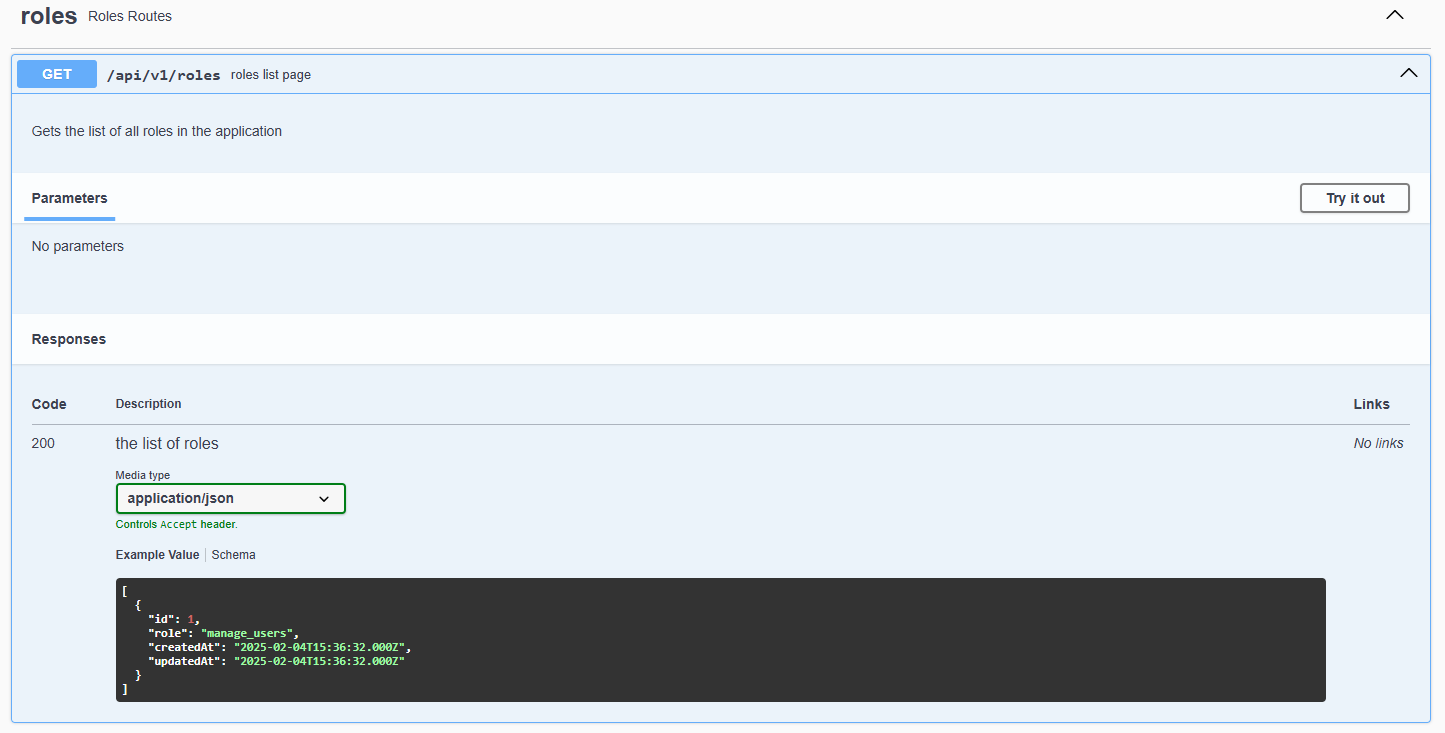 roles Roles Routes
GET /api/v1/roles roles list page
Gets the list of all roles in the application
Parameters Try it out
No parameters
Responses
Code Description Links
200 the list of roles No links
Media type
application/json
Controls Accept header.
Example Value Schema
[
{
"id": 1,
"role": "manage_users",
"createdAt": "2025-02-04T15:36:32.000Z",
"updatedAt": "2025-02-04T15:36:32.000Z"
}
]